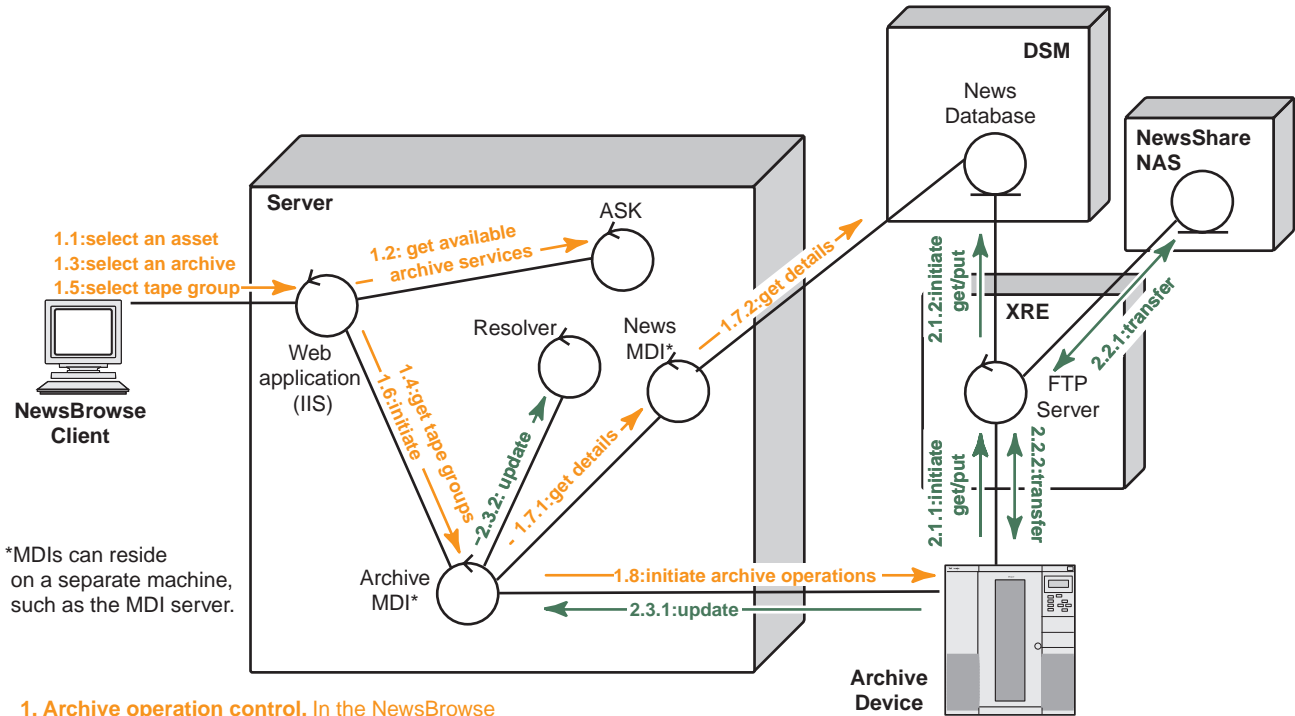 DSM
News
Database
NewsShare
NAS
Server
ASK
1.1:select an asset
1.3:select an archive
1.5:select tape group
1.2: get available
archive services
1.7.2:get details
2.1.2:initiate
get/put
XRE
2.2.1:transfer
Resolver
News
MDI*
Web
application
(IIS)
1.4:get tape groups
1.6:initiate
FTP
Server
NewsBrowse
Client
2.3.2: update
1.7.1:get details
2.1.1:initiate
get/put
2.2.2:transfer
*MDIs can reside
on a separate machine,
such as the MDI server.
Archive
MDI*
1.8:initiate archive operations
2.3.1:update
Archive
Device
1. Archive operation control. In the NewsBrowse